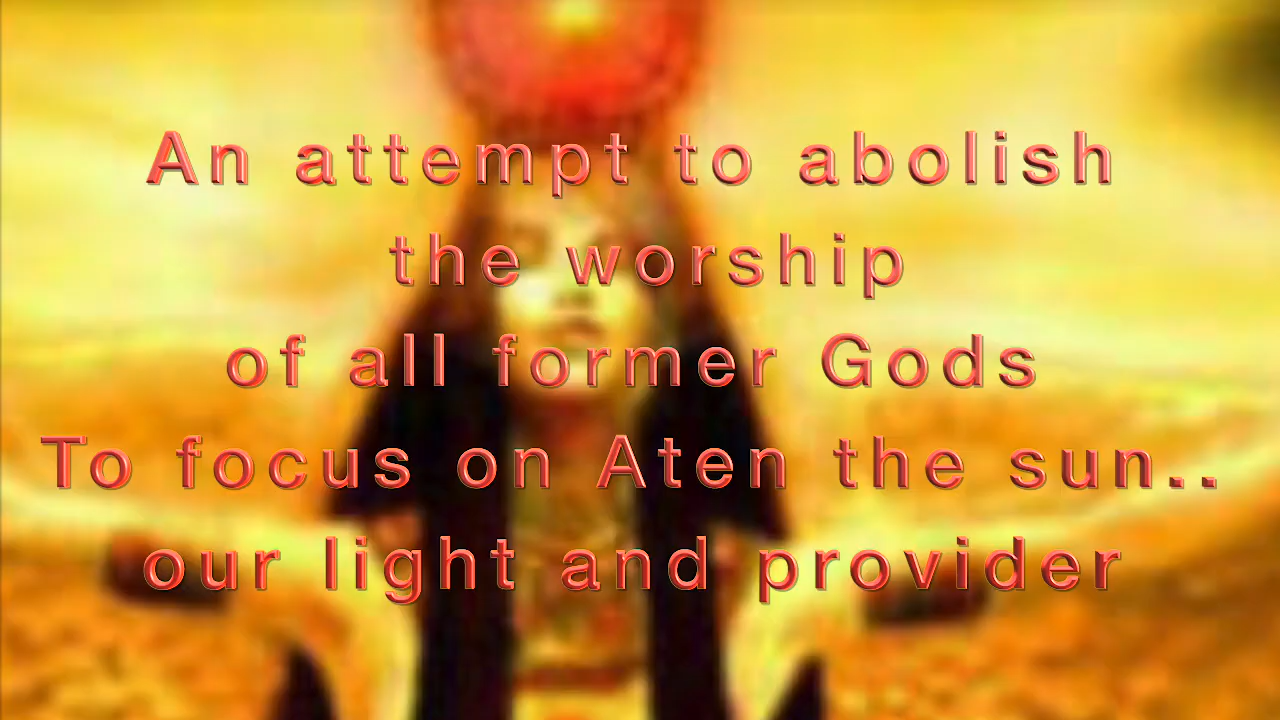 An attempt to abolish
the worship
of all former Gods
To focus on Aten the sun..
our light and provider